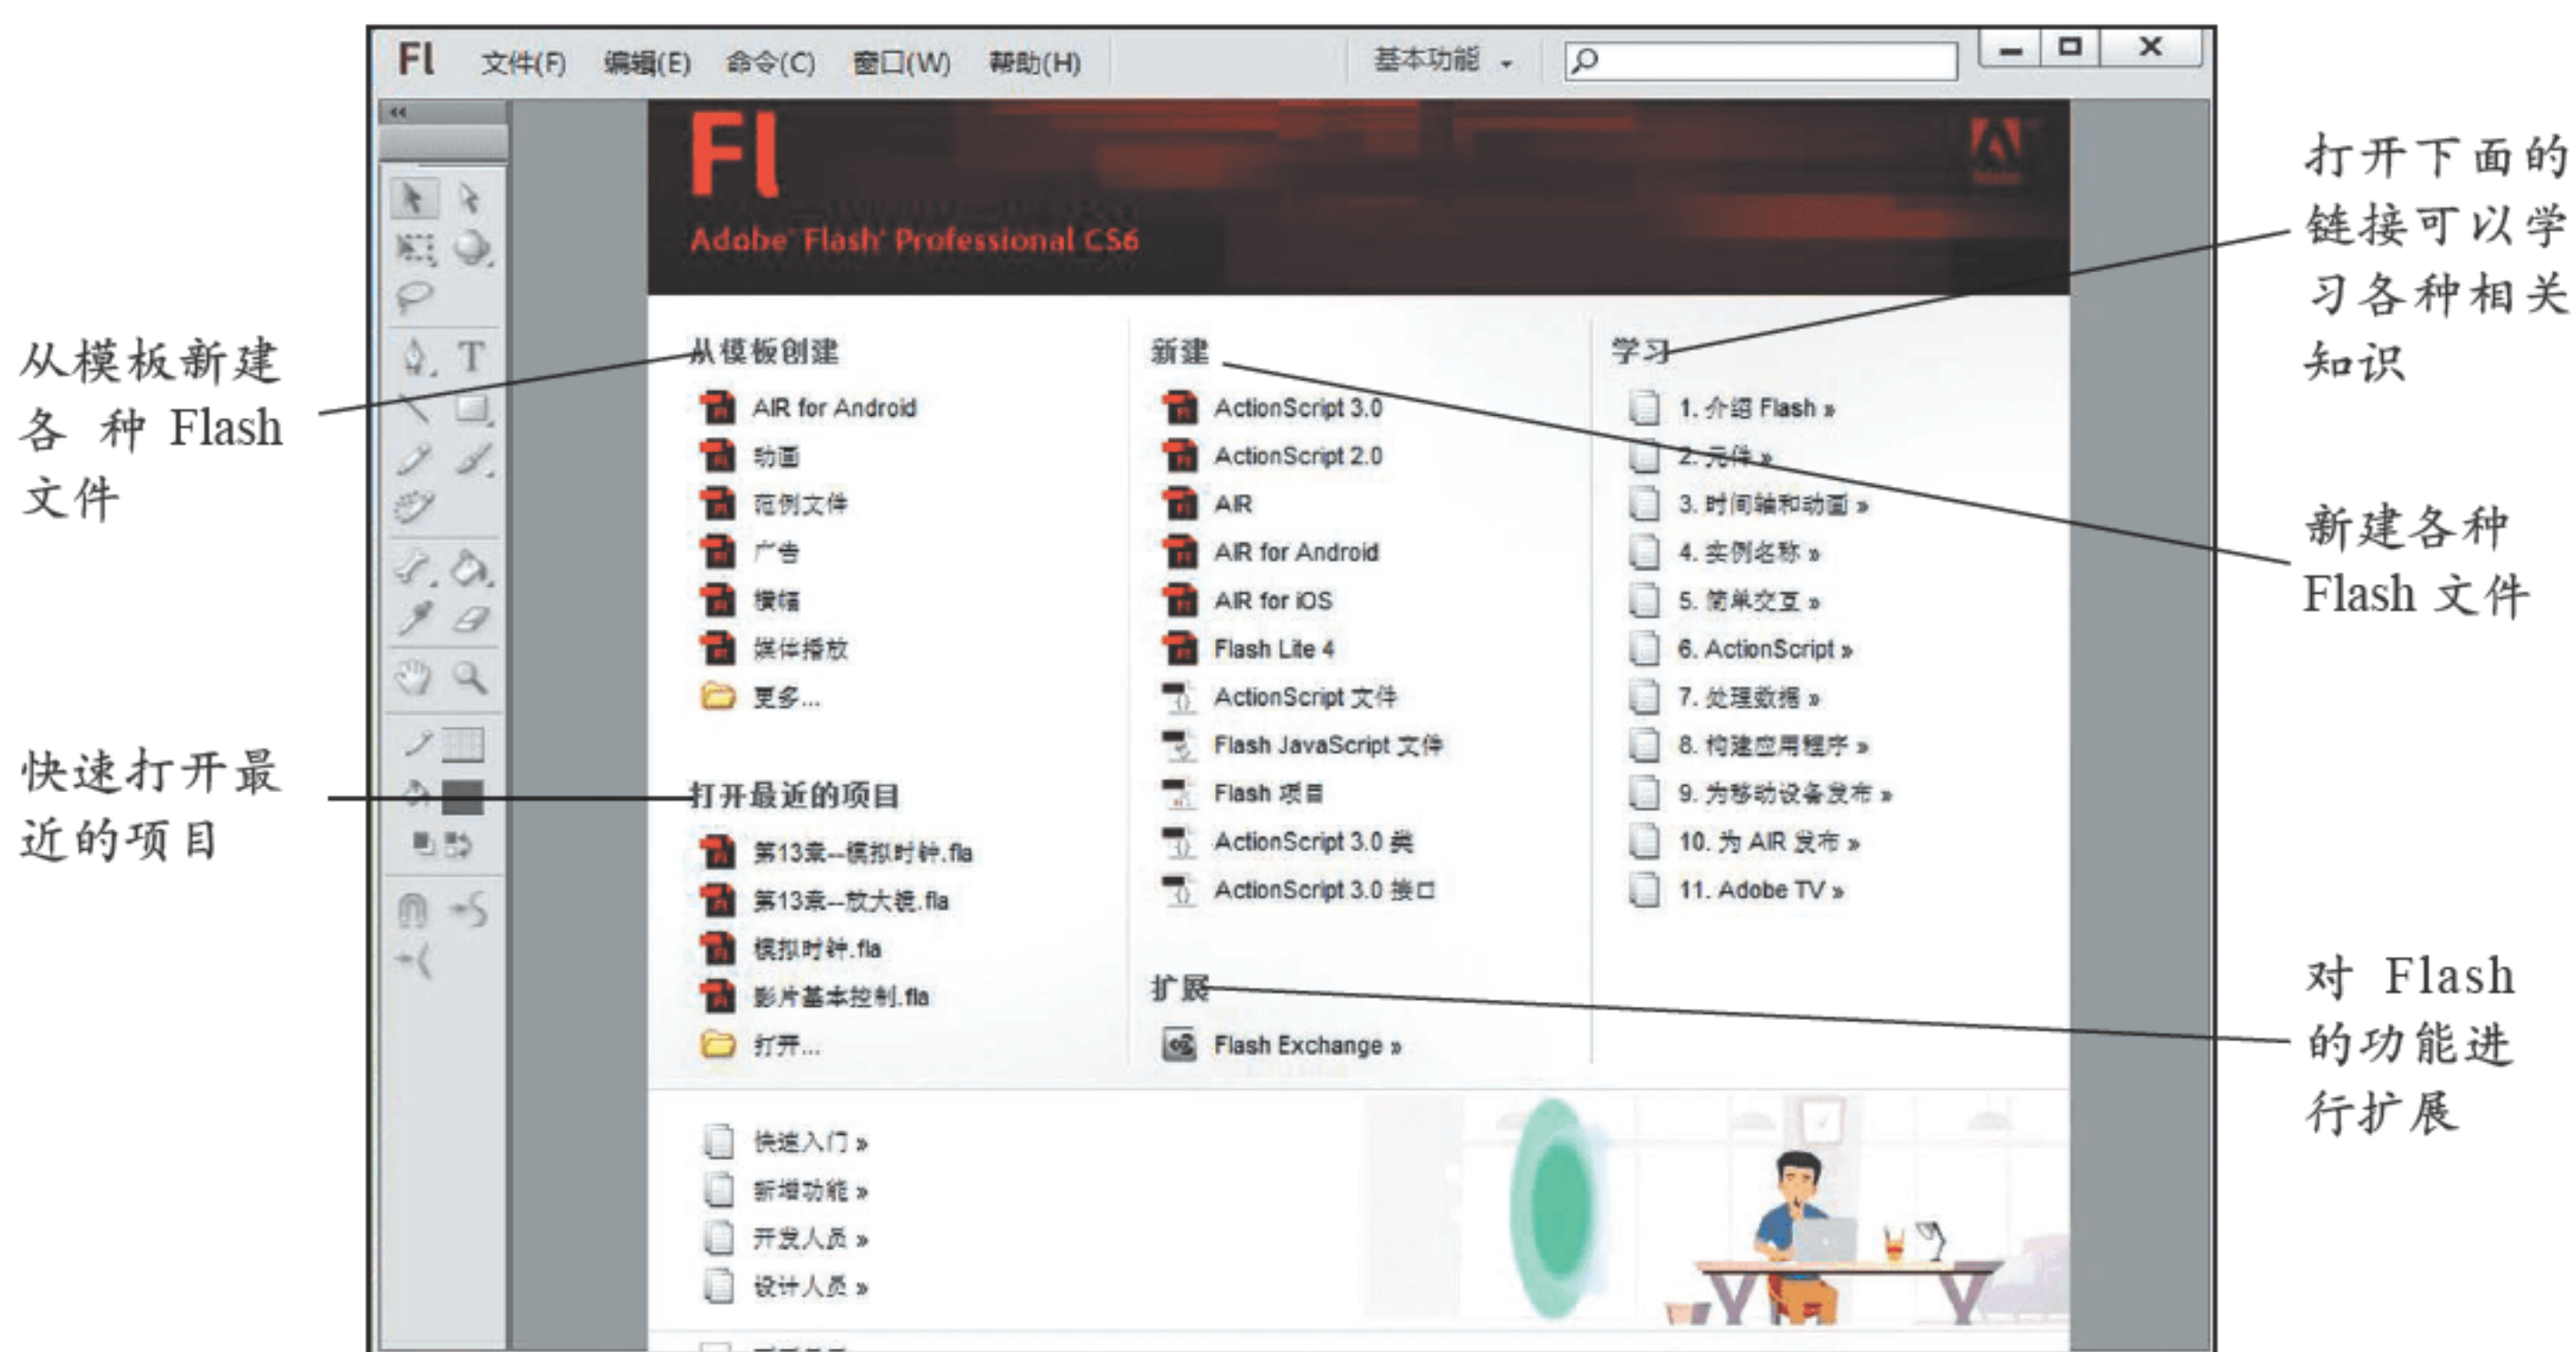 Fl 文件(F) 编辑(E) 命令(C) 窗口(W) 帮助(H) 基本功能
Fl
Adobe Flash Professional CS6
从模板创建
AIR for Android
动画
范例文件
广告
横幅
媒体播放
更多...
打开最近的项目
第13章--模拟时钟.fla
第13章--放大镜.fla
模拟时钟.fla
影片基本控制.fla
打开...
新建
ActionScript 3.0
ActionScript 2.0
AIR
AIR for Android
AIR for iOS
Flash Lite 4
ActionScript 文件
Flash JavaScript 文件
Flash 项目
ActionScript 3.0 类
ActionScript 3.0 接口
扩展
Flash Exchange »
学习
1. 介绍 Flash »
2. 元件 »
3. 时间轴和动画 »
4. 实例名称 »
5. 简单交互 »
6. ActionScript »
7. 处理数据 »
8. 构建应用程序 »
9. 为移动设备发布 »
10. 为 AIR 发布 »
11. Adobe TV »
快速入门 »
新增功能 »
开发人员 »
设计人员 »
从模板新建
各 种 Flash
文件
快速打开最
近的项目
打开下面的
链接可以学
习各种相关
知识
新建各种
Flash 文件
对 Flash
的功能进
行扩展